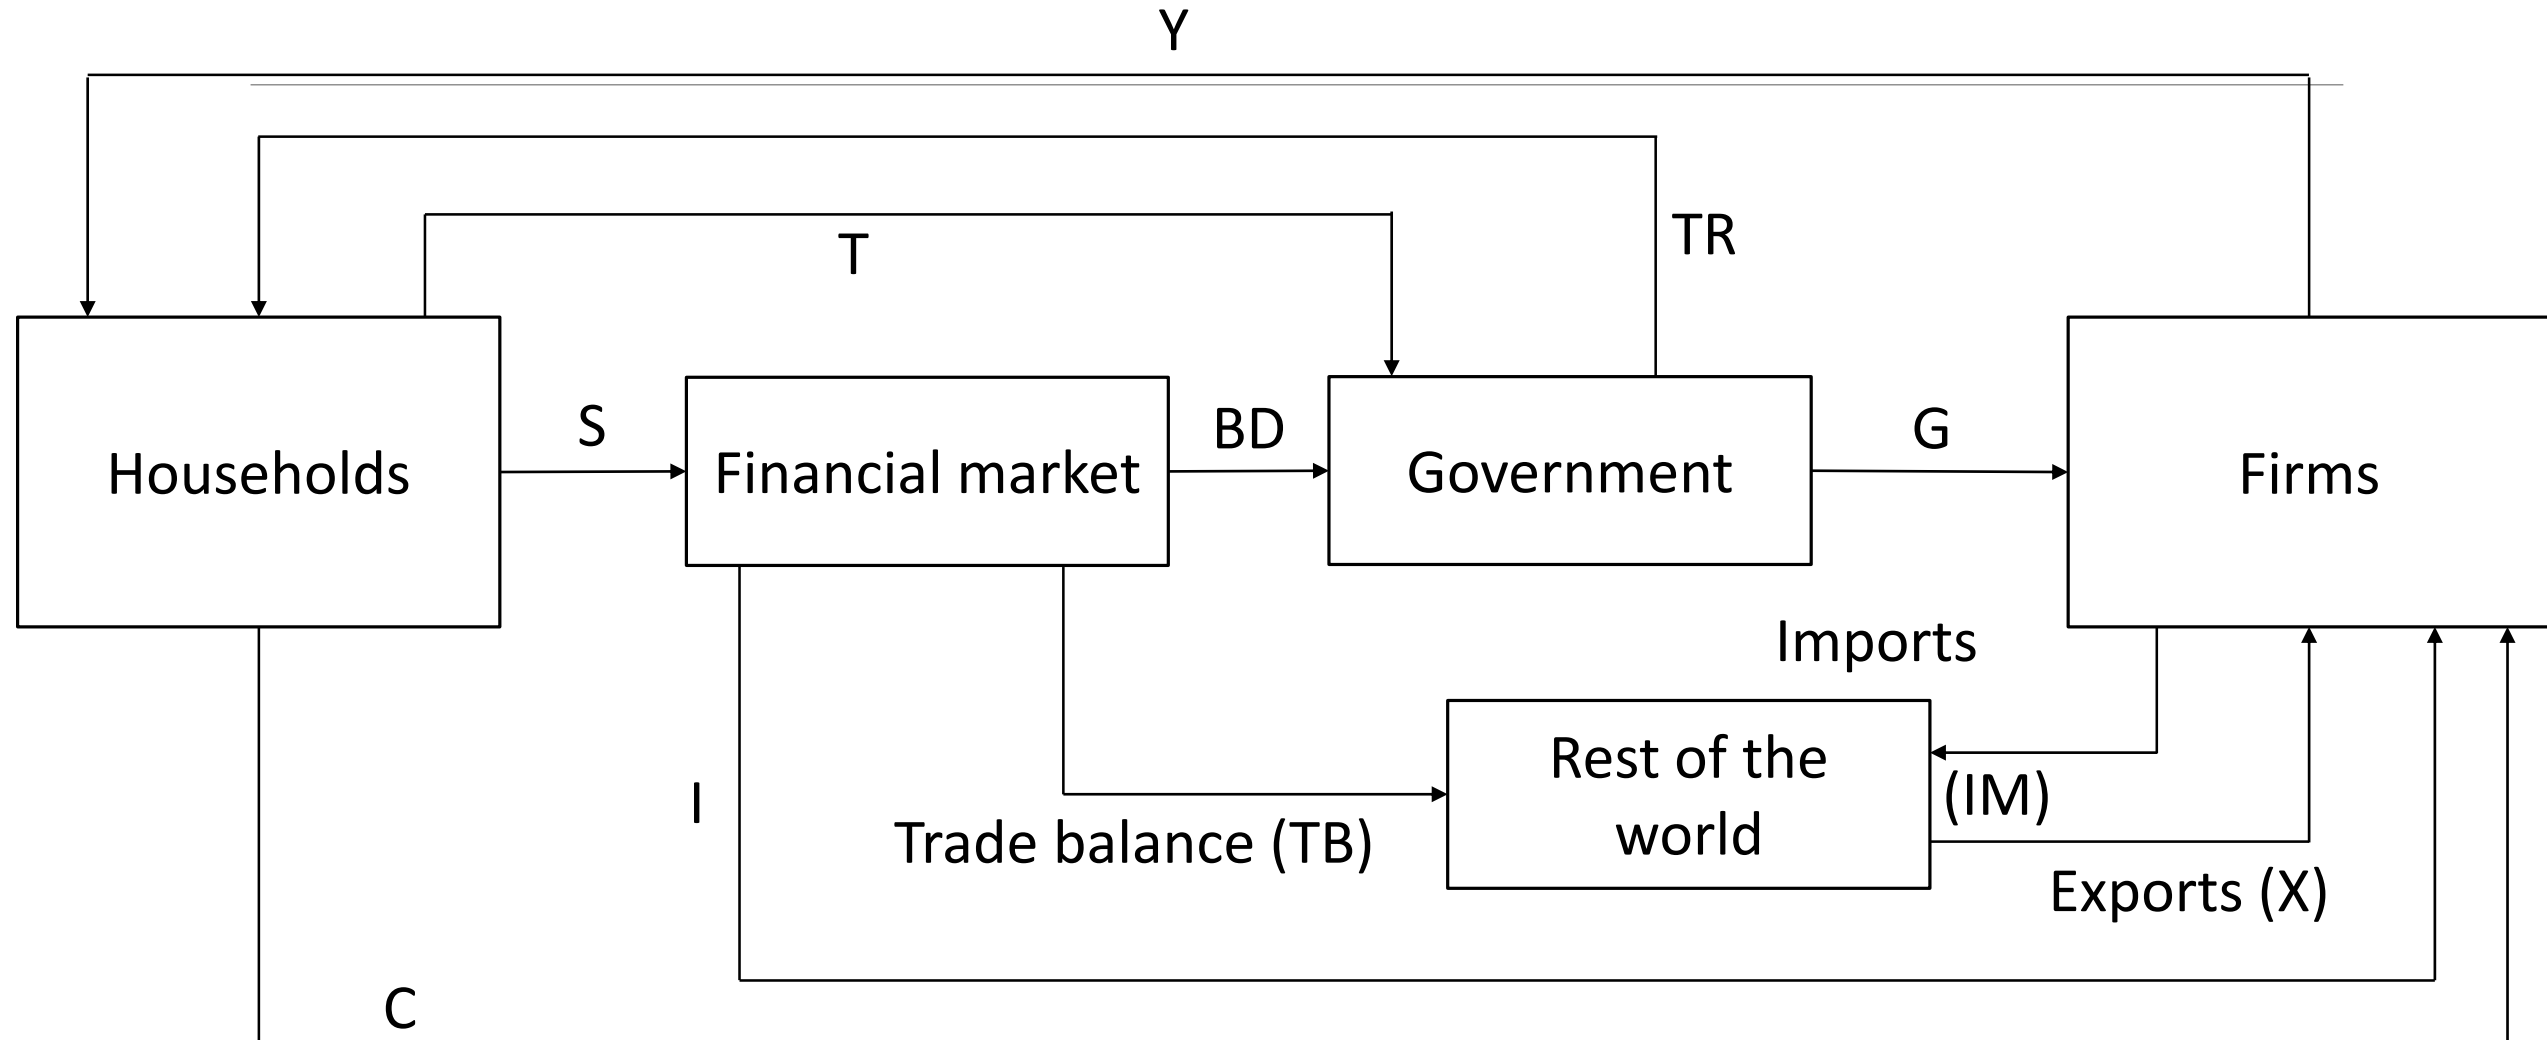 Y
TR
T
S
BD
G
Households
Financial market
Government
Firms
Imports
Rest of the
world
(IM)
I
Trade balance (TB)
Exports (X)
C